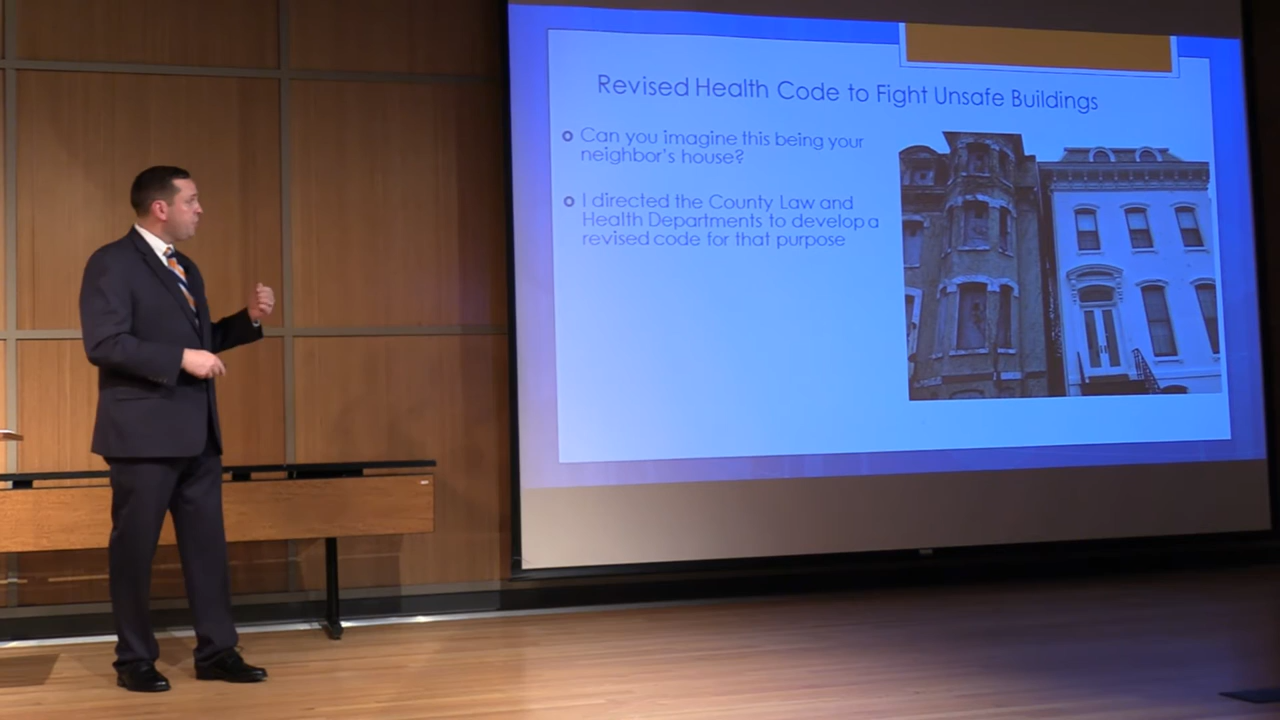 Revised Health Code to Fight Unsafe Buildings
Can you imagine this being your
neighbor's house?
I directed the County Law and
Health Departments to develop a
revised code for that purpose